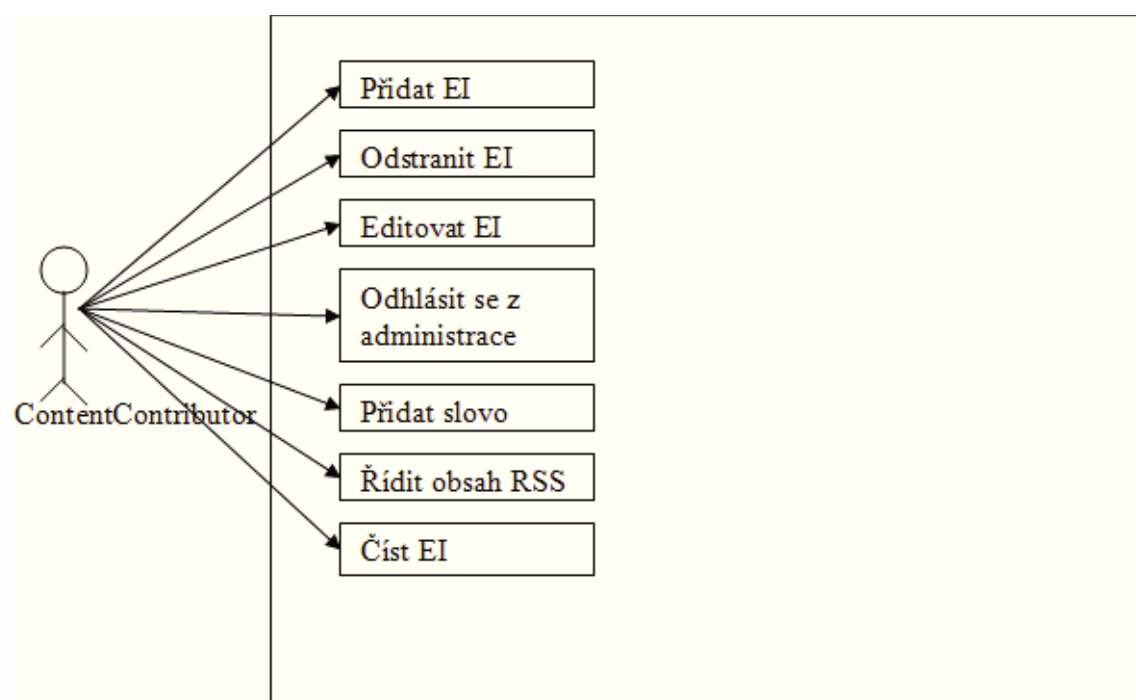 Přidat EI
Odstranit EI
Editovat EI
Odhlásit se z
administrace
ContentContributor
Přidat slovo
Řídit obsah RSS
Číst EI